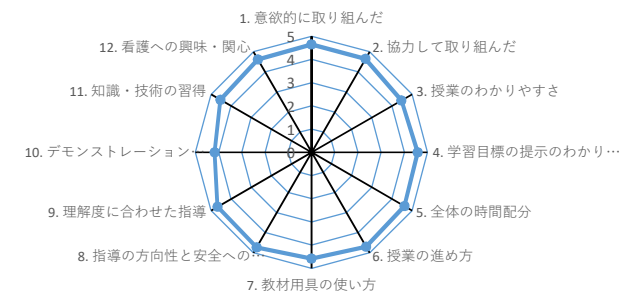 1. 意欲的に取り組んだ
2. 協力して取り組んだ
3. 授業のわかりやすさ
4. 学習目標の提示のわかり…
5. 全体の時間配分
6. 授業の進め方
7. 教材用具の使い方
8. 指導の方向性と安全への…
9. 理解度に合わせた指導
10. デモンストレーション…
11. 知識・技術の習得
12. 看護への興味・関心
5
4
3
2
1
0